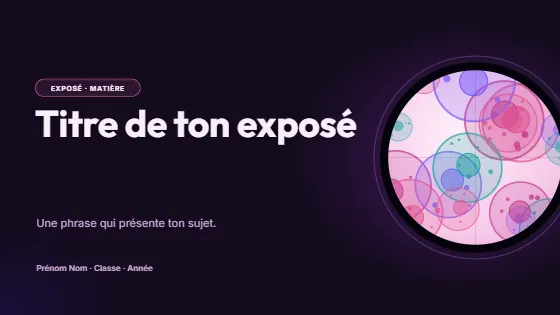 EXPOSÉ · MATIÈRE
Titre de ton exposé
Une phrase qui présente ton sujet.
Prénom Nom · Classe · Année